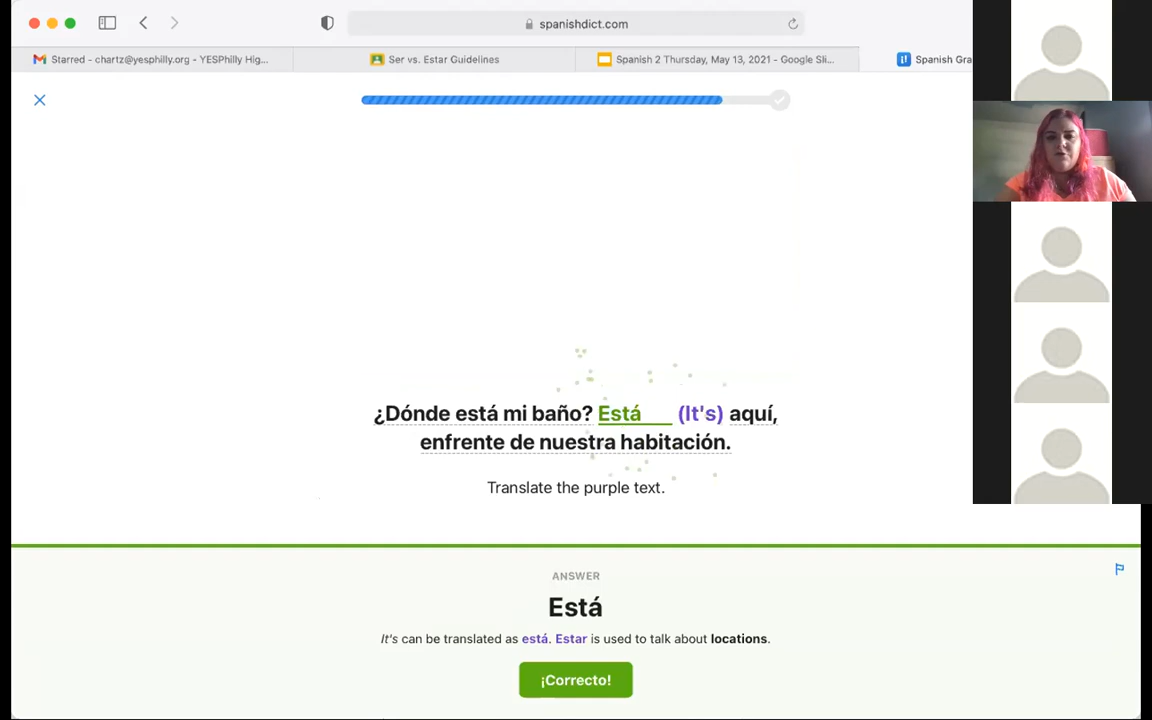 spanishdict.com
Starred - chartz@yesphilly.org - YESPhilly Hig...
Ser vs. Estar Guidelines
Spanish 2 Thursday, May 13, 2021 - Google Sli...
Spanish Gra
¿Dónde está mi baño? Está (It's) aquí,
enfrente de nuestra habitación.
Translate the purple text.
ANSWER
Está
It's can be translated as está. Estar is used to talk about locations.
¡Correcto!